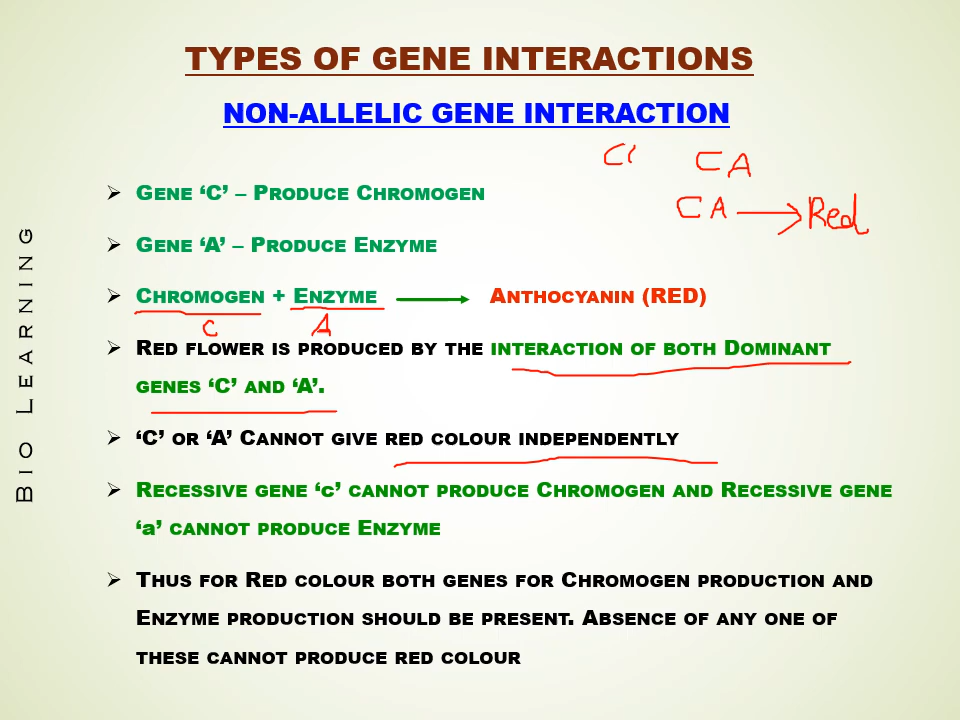 TYPES OF GENE INTERACTIONS
NON-ALLELIC GENE INTERACTION
CA
GENE ‘C’ – PRODUCE CHROMOGEN
CA → Red
GENE ‘A’ – PRODUCE ENZYME
CHROMOGEN + ENZYME → ANTHOCYANIN (RED)
C A
RED FLOWER IS PRODUCED BY THE INTERACTION OF BOTH DOMINANT
GENES ‘C’ AND ‘A’.
‘C’ OR ‘A’ CANNOT GIVE RED COLOUR INDEPENDENTLY
RECESSIVE GENE ‘c’ CANNOT PRODUCE CHROMOGEN AND RECESSIVE GENE
‘a’ CANNOT PRODUCE ENZYME
THUS FOR RED COLOUR BOTH GENES FOR CHROMOGEN PRODUCTION AND
ENZYME PRODUCTION SHOULD BE PRESENT. ABSENCE OF ANY ONE OF
THESE CANNOT PRODUCE RED COLOUR
BIO LEARNING